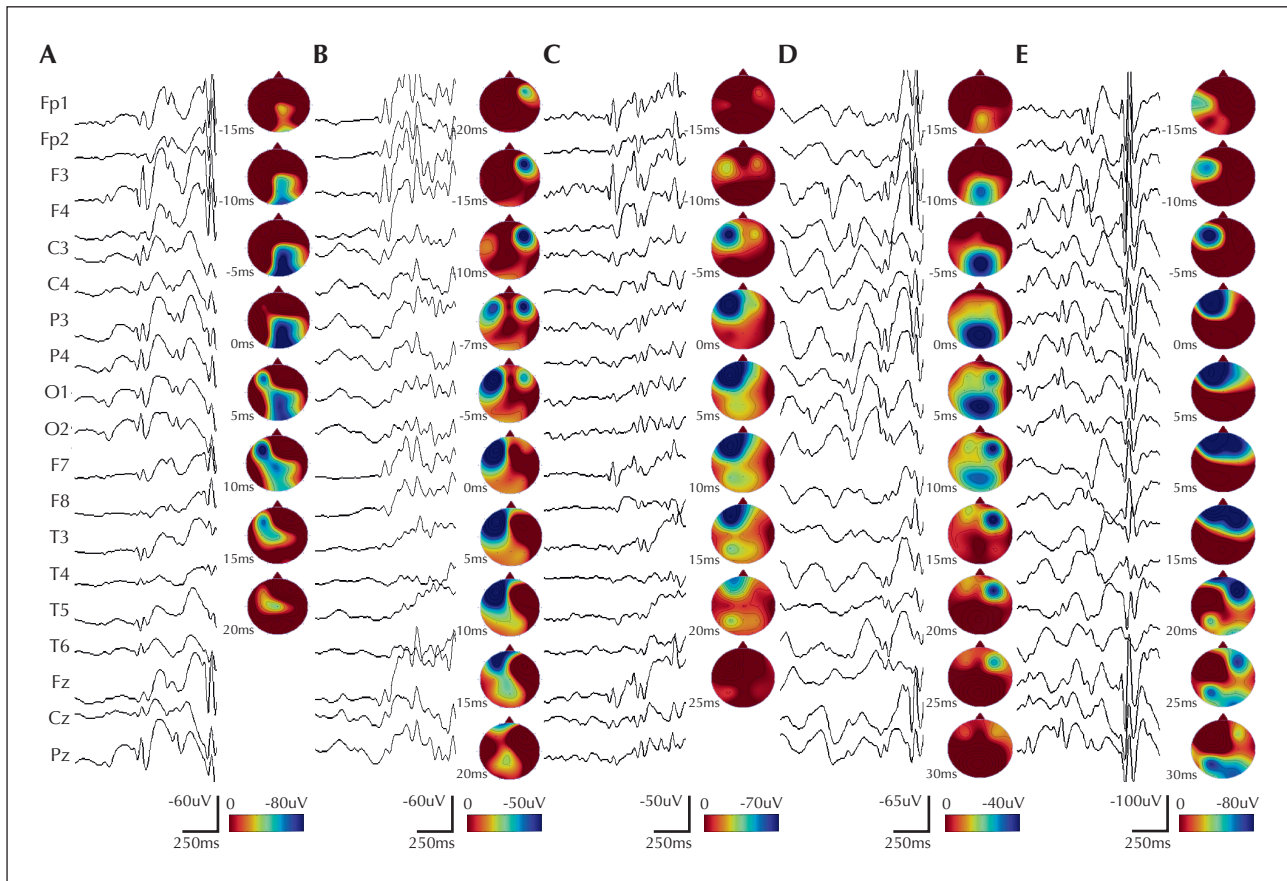 A
B
C
D
E
Fp1
Fp2
F3
F4
C3
C4
P3
P4
O1
O2
F7
F8
T3
T4
T5
T6
Fz
Cz
Pz
-15ms
-10ms
-5ms
0ms
5ms
10ms
15ms
20ms
-20ms
-15ms
10ms
-7ms
-5ms
0ms
5ms
10ms
15ms
20ms
-15ms
-10ms
-5ms
0ms
5ms
10ms
15ms
20ms
25ms
-15ms
-10ms
-5ms
0ms
5ms
10ms
15ms
20ms
25ms
30ms
-15ms
-10ms
-5ms
0ms
5ms
5ms
15ms
20ms
25ms
30ms
-60uV
0 -80uV
250ms
-60uV
0 -50uV
250ms
-50uV
0 -70uV
250ms
-65uV
0 -40uV
250ms
-100uV
0 -80uV
250ms